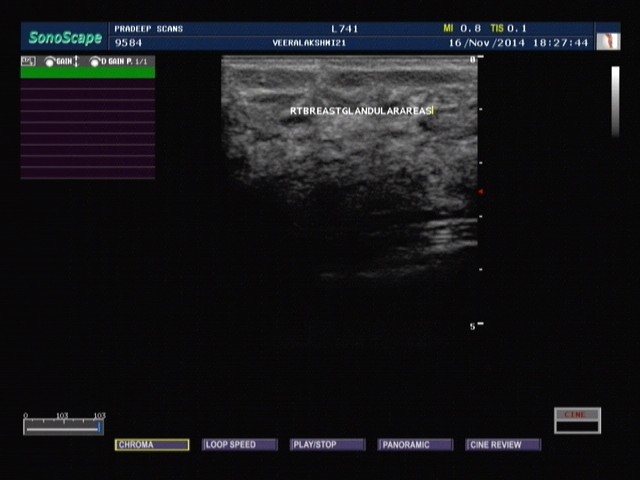 SonoScape
PRADEEP SCANS
L741
MI 0.8 TIS 0.1
9584
VEERALAKSHMI21
16/Nov/2014 18:27:44
GAIN
D GAIN P. 1/1
0
RTBREASTGLANDULARAREAS
5
0 103 103
CINE
CHROMA
LOOP SPEED
PLAY/STOP
PANORAMIC
CINE REVIEW